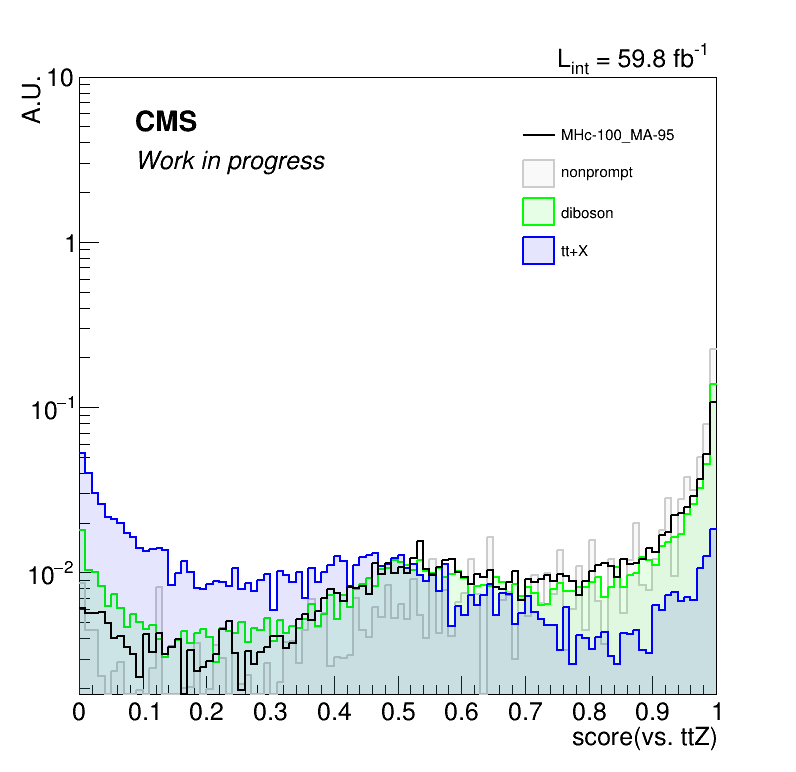 L_int = 59.8 fb^-1
A.U.
10
CMS
Work in progress
MHc-100_MA-95
nonprompt
diboson
tt+X
1
10^−1
10^−2
0 0.1 0.2 0.3 0.4 0.5 0.6 0.7 0.8 0.9 1
score(vs. ttZ)